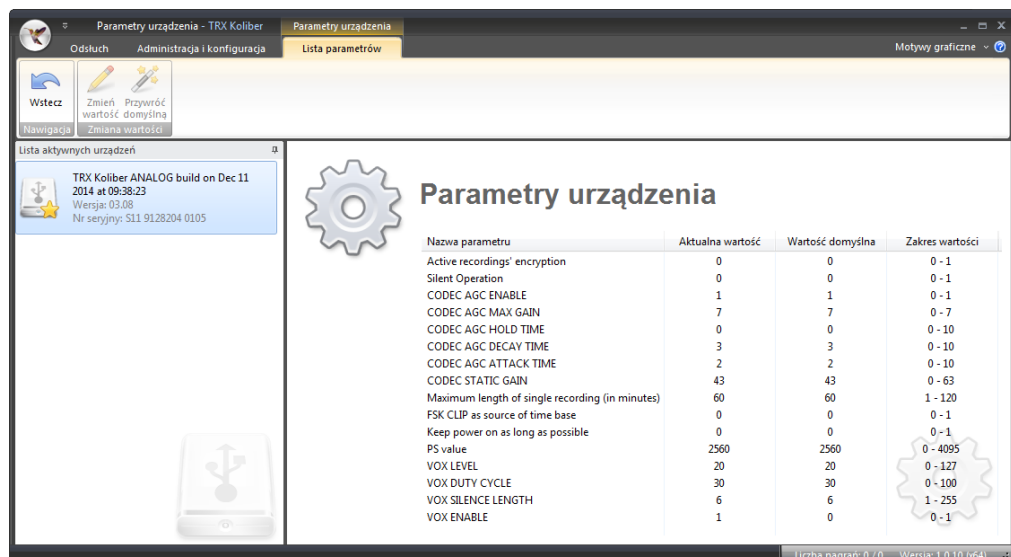 Parametry urządzenia - TRX Koliber
Parametry urządzenia
Odsłuch Administracja i konfiguracja Lista parametrów Motywy graficzne
Wstecz Zmień wartość Przywróć domyślną
Nawigacja Zmiana wartości
Lista aktywnych urządzeń
TRX Koliber ANALOG build on Dec 11
2014 at 09:38:23
Wersja: 03.08
Nr seryjny: S11 9128204 0105
Parametry urządzenia
Nazwa parametru Aktualna wartość Wartość domyślna Zakres wartości
Active recordings' encryption 0 0 0 - 1
Silent Operation 0 0 0 - 1
CODEC AGC ENABLE 1 1 0 - 1
CODEC AGC MAX GAIN 7 7 0 - 7
CODEC AGC HOLD TIME 0 0 0 - 10
CODEC AGC DECAY TIME 3 3 0 - 10
CODEC AGC ATTACK TIME 2 2 0 - 10
CODEC STATIC GAIN 43 43 0 - 63
Maximum length of single recording (in minutes) 60 60 1 - 120
FSK CLIP as source of time base 0 0 0 - 1
Keep power on as long as possible 0 0 0 - 1
PS value 2560 2560 0 - 4095
VOX LEVEL 20 20 0 - 127
VOX DUTY CYCLE 30 30 0 - 100
VOX SILENCE LENGTH 6 6 1 - 255
VOX ENABLE 1 0 0 - 1
Liczba nagrań: 0 / 0 Wersja: 1.0.10 (x64)